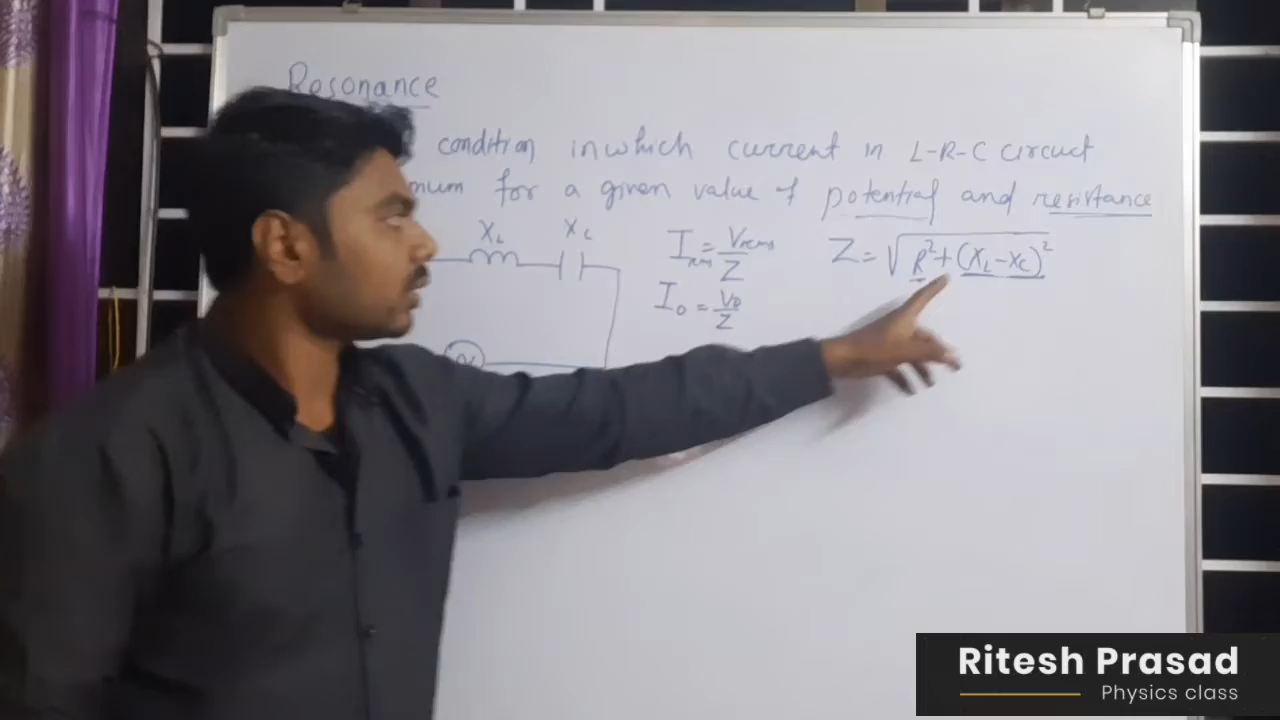 Resonance
condition in which current in L-R-C circuit
mum for a given value of potential and resistance
X_L X_C
I_rms = V_rms/Z
Z = √R²+(X_L-X_C)²
I_0 = V_0/Z
Ritesh Prasad
Physics class